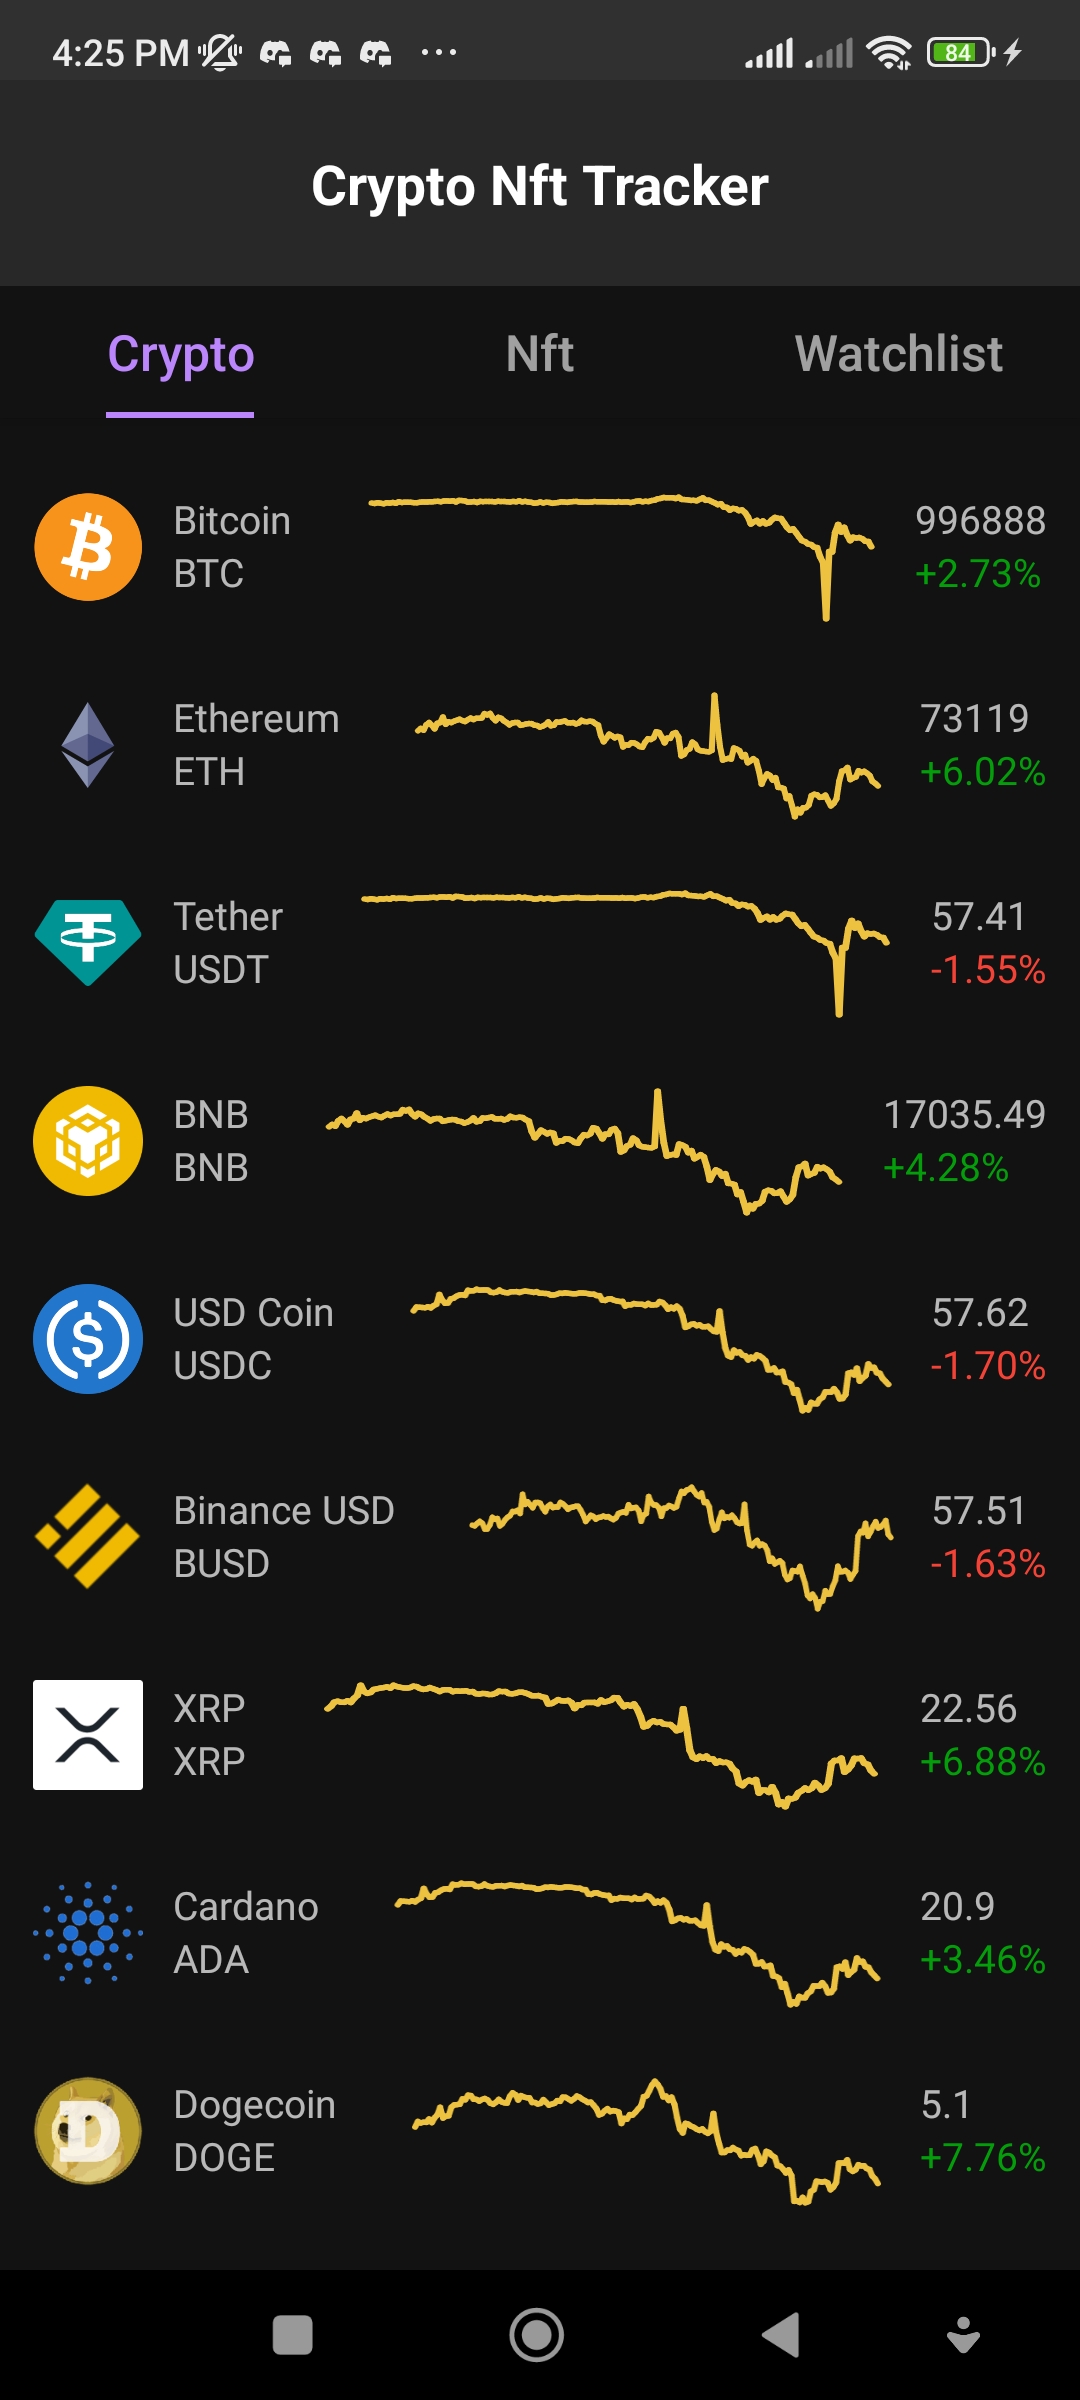 4:25 PM
84
Crypto Nft Tracker
Crypto Nft Watchlist
Bitcoin 996888
BTC +2.73%
Ethereum 73119
ETH +6.02%
Tether 57.41
USDT -1.55%
BNB 17035.49
BNB +4.28%
USD Coin 57.62
USDC -1.70%
Binance USD 57.51
BUSD -1.63%
XRP 22.56
XRP +6.88%
Cardano 20.9
ADA +3.46%
Dogecoin 5.1
DOGE +7.76%